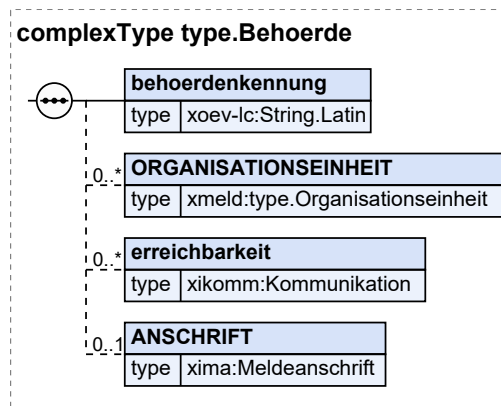 complexType type.Behoerde
behoerdenkennung
type xoev-lc:String.Latin
0..* ORGANISATIONSEINHEIT
type xmeld:type.Organisationseinheit
0..* erreichbarkeit
type xikomm:Kommunikation
0..1 ANSCHRIFT
type xima:Meldeanschrift